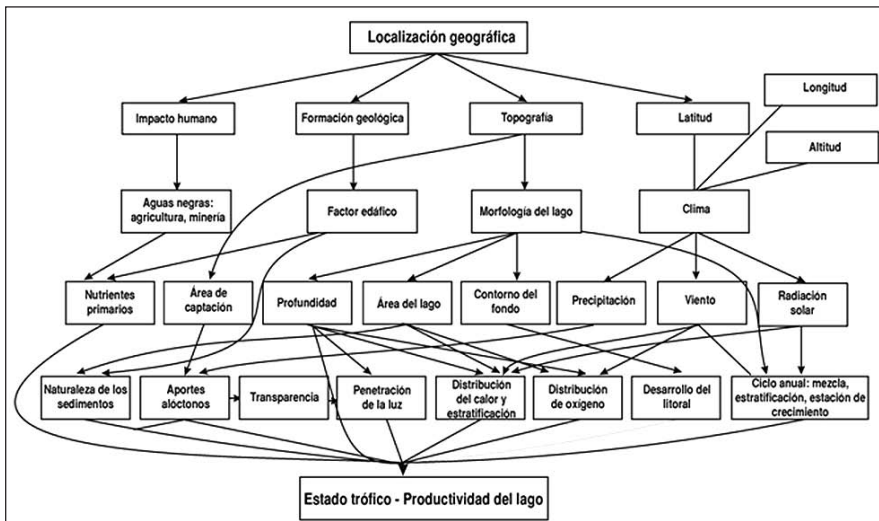 Localización geográfica
Longitud
Impacto humano
Formación geológica
Topografía
Latitud
Altitud
Aguas negras:
agricultura, minería
Factor edáfico
Morfología del lago
Clima
Nutrientes
primarios
Área de
captación
Profundidad
Área del lago
Contorno del
fondo
Precipitación
Viento
Radiación
solar
Naturaleza de los
sedimentos
Aportes
alóctonos
Transparencia
Penetración
de la luz
Distribución
del calor y
estratificación
Distribución
de oxígeno
Desarrollo del
litoral
Ciclo anual: mezcla,
estratificación, estación de
crecimiento
Estado trófico - Productividad del lago